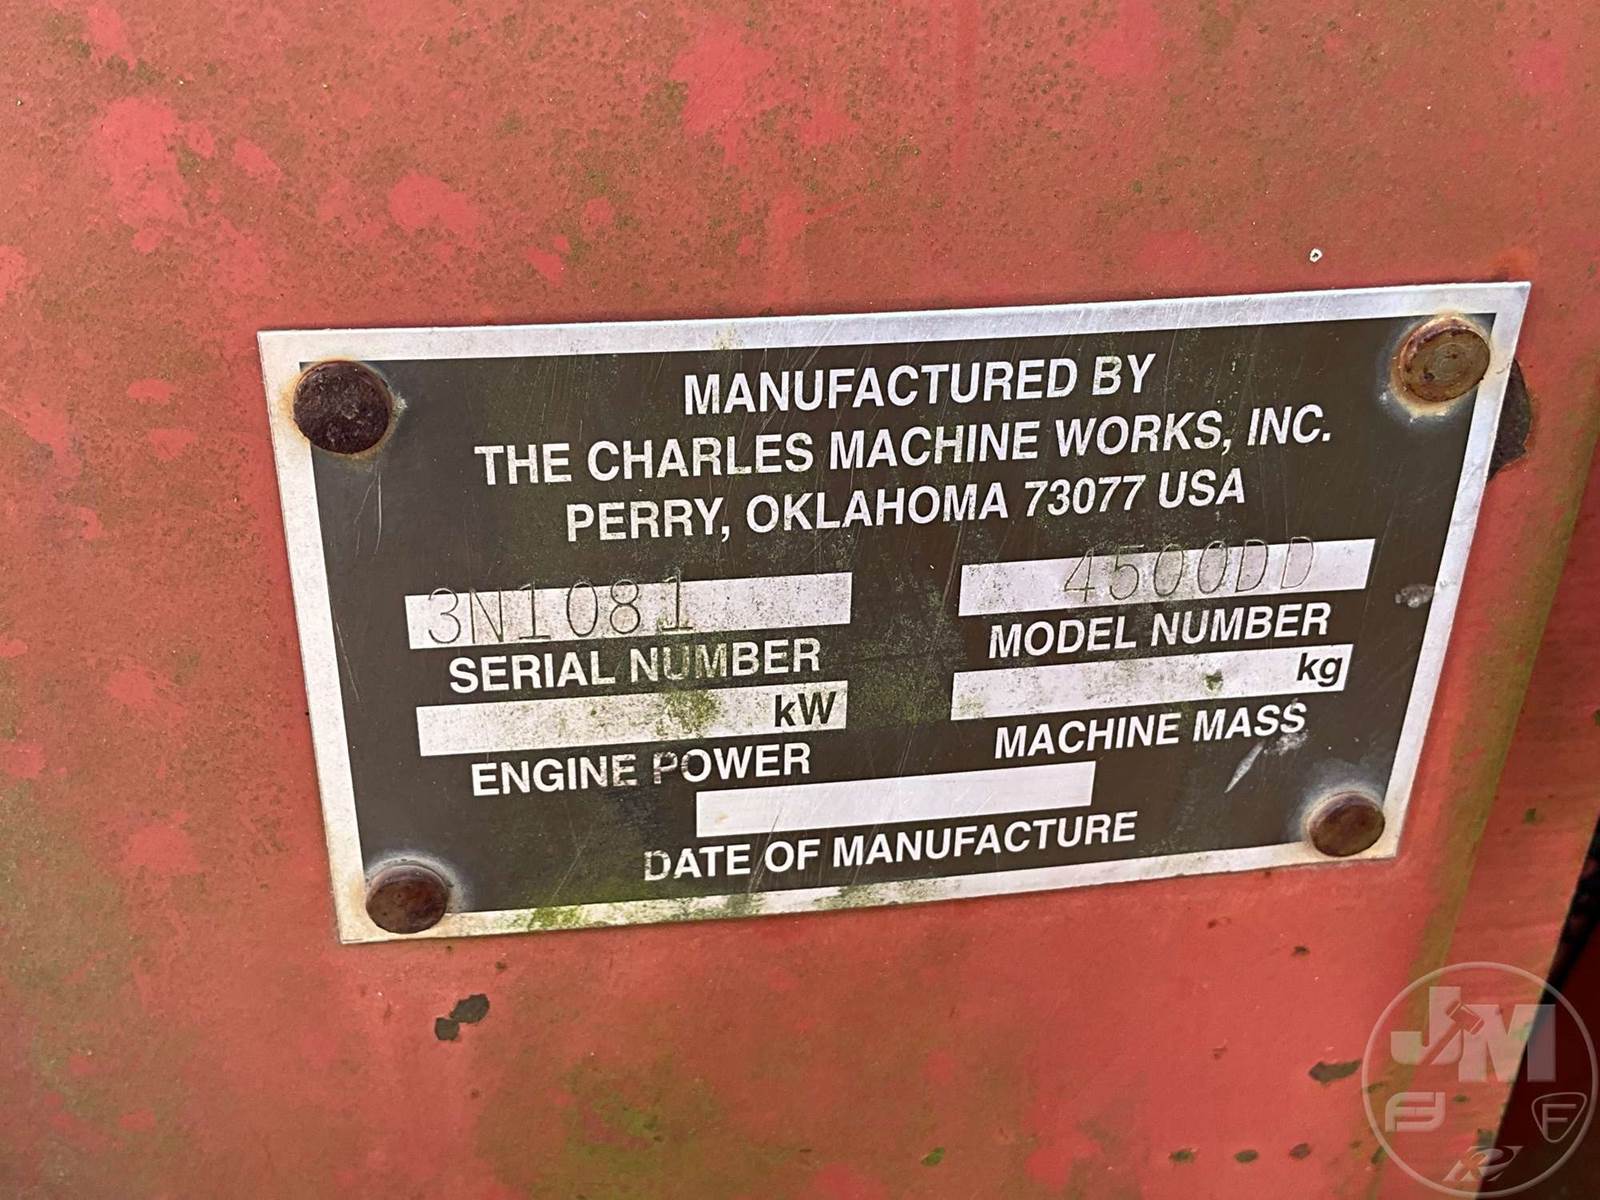 MANUFACTURED BY
THE CHARLES MACHINE WORKS, INC.
PERRY, OKLAHOMA 73077 USA
3N1081 4500DD
SERIAL NUMBER MODEL NUMBER
kW kg
ENGINE POWER MACHINE MASS
DATE OF MANUFACTURE
JM